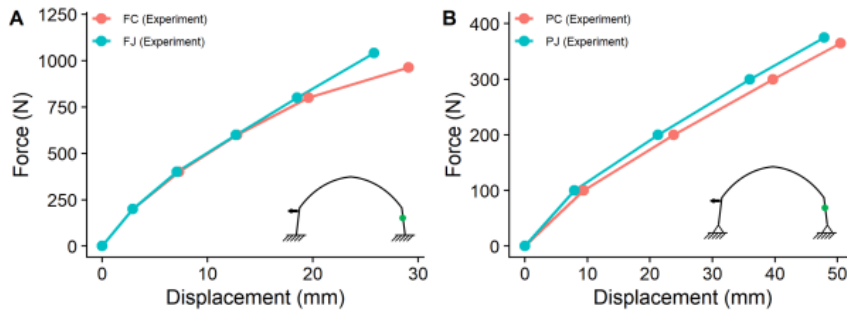 A
FC (Experiment)
FJ (Experiment)
1250
1000
750
500
250
0
Force (N)
0 10 20 30
Displacement (mm)
B
PC (Experiment)
PJ (Experiment)
400
300
200
100
0
Force (N)
0 10 20 30 40 50
Displacement (mm)